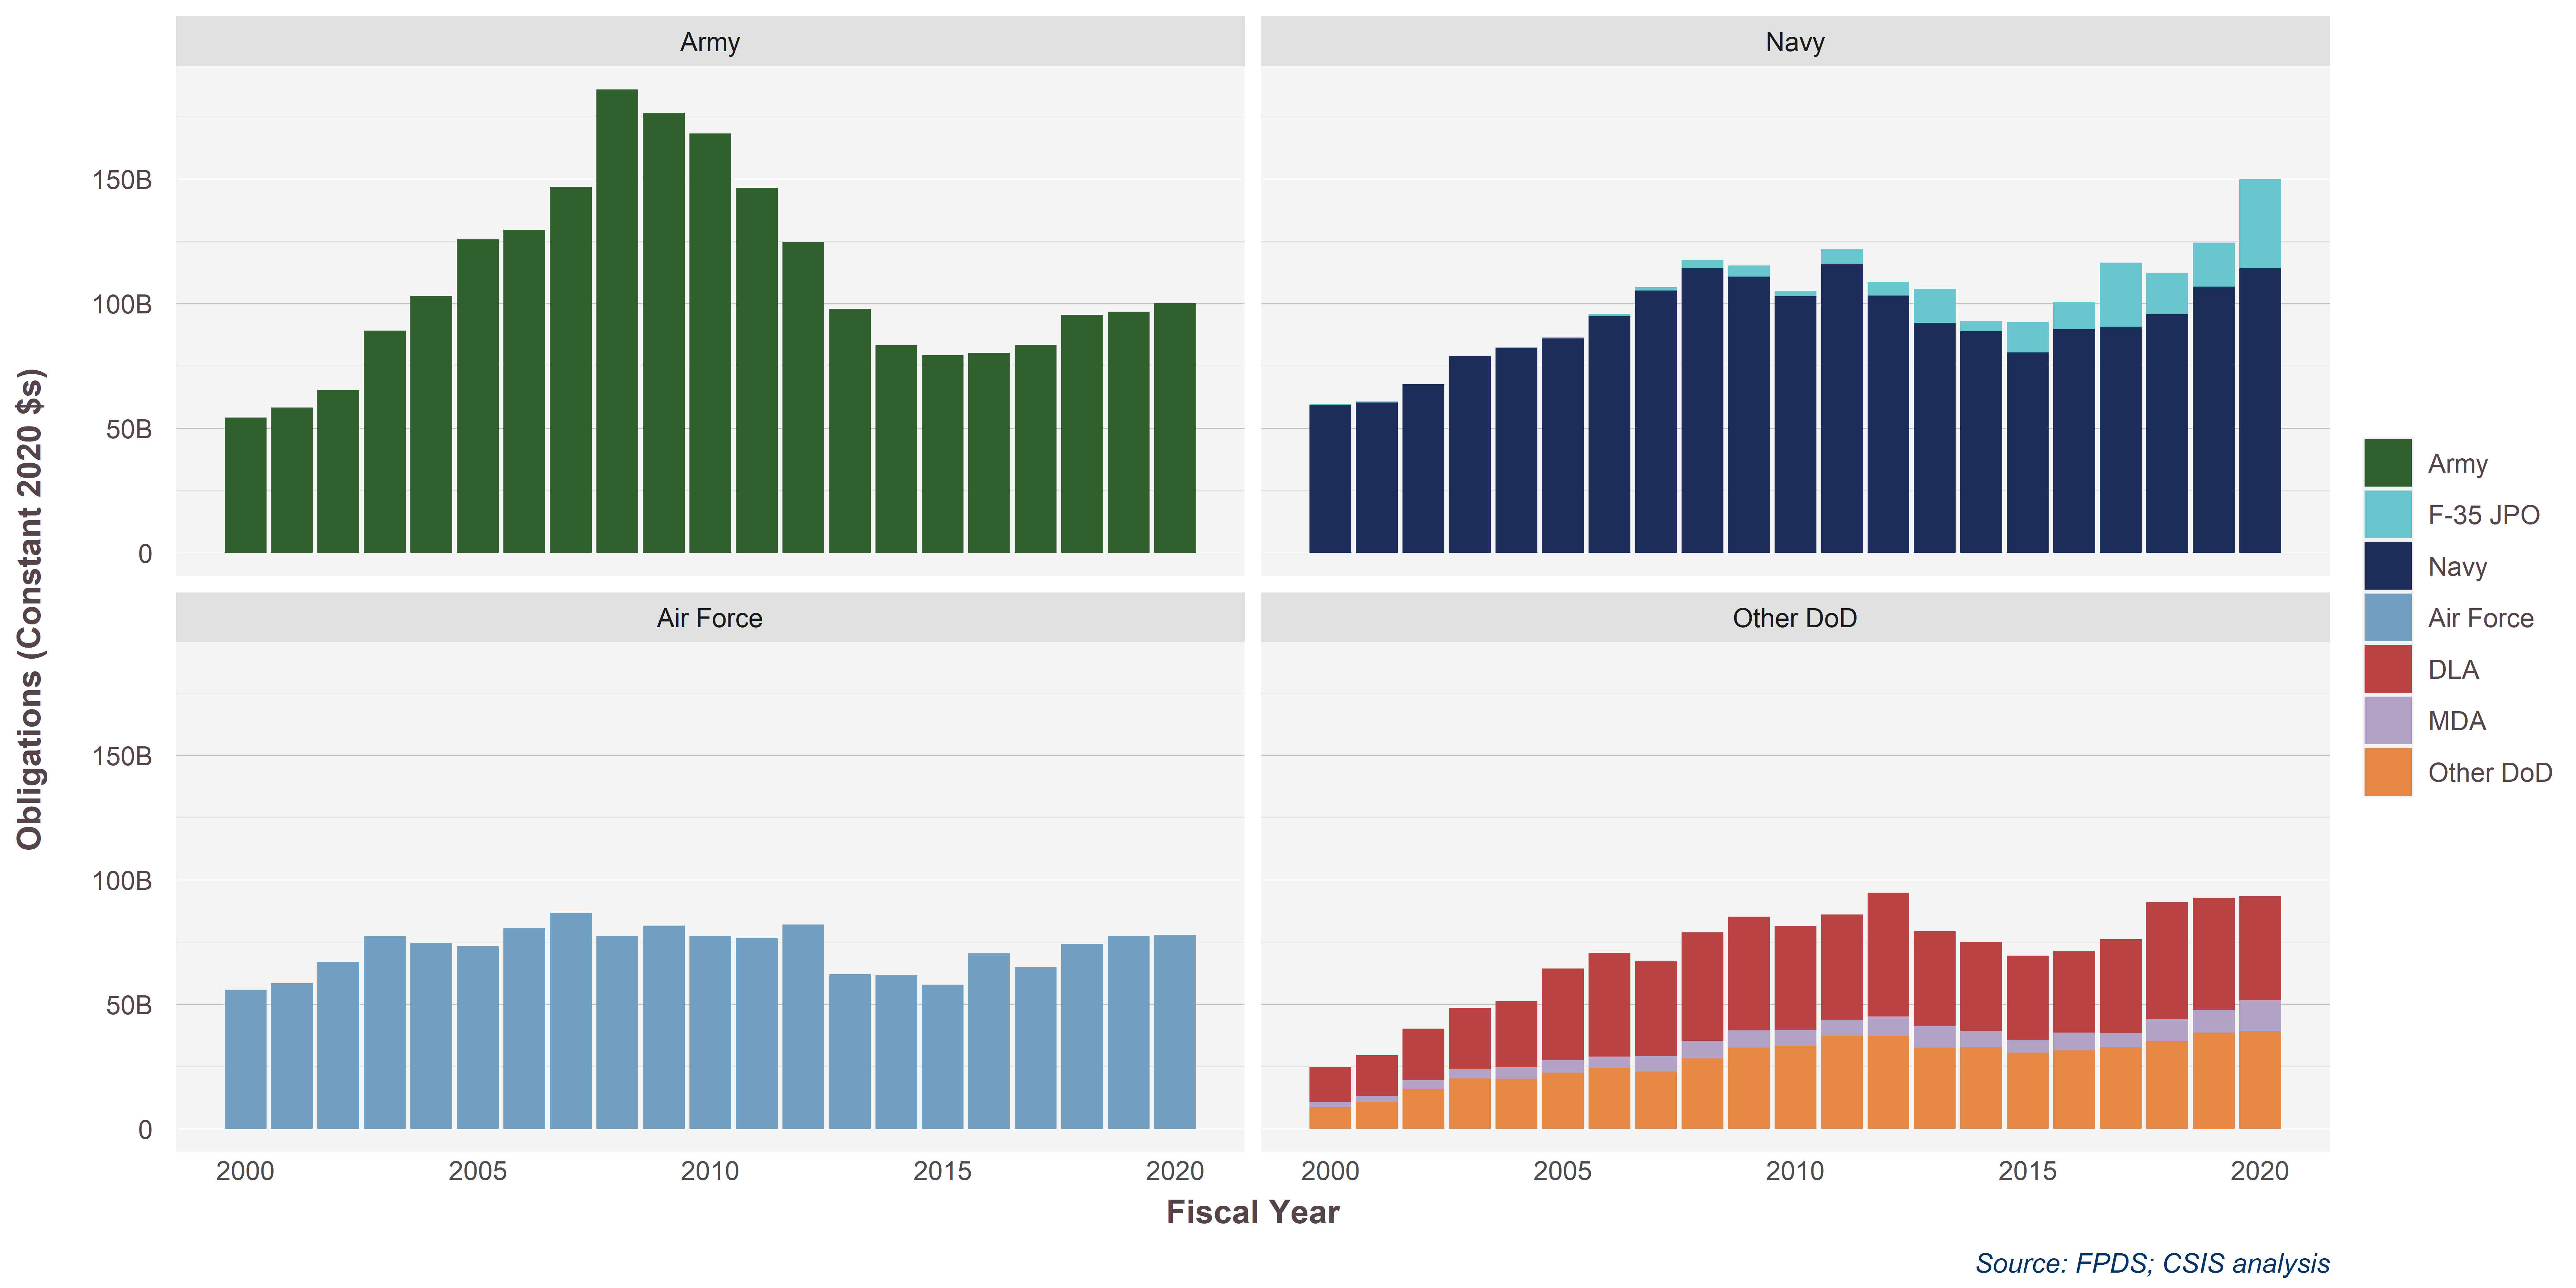 Army
Navy
150B
100B
50B
0
Air Force
Other DoD
150B
100B
50B
0
2000 2005 2010 2015 2020
2000 2005 2010 2015 2020
Fiscal Year
Obligations (Constant 2020 $s)
Army
F-35 JPO
Navy
Air Force
DLA
MDA
Other DoD
Source: FPDS; CSIS analysis